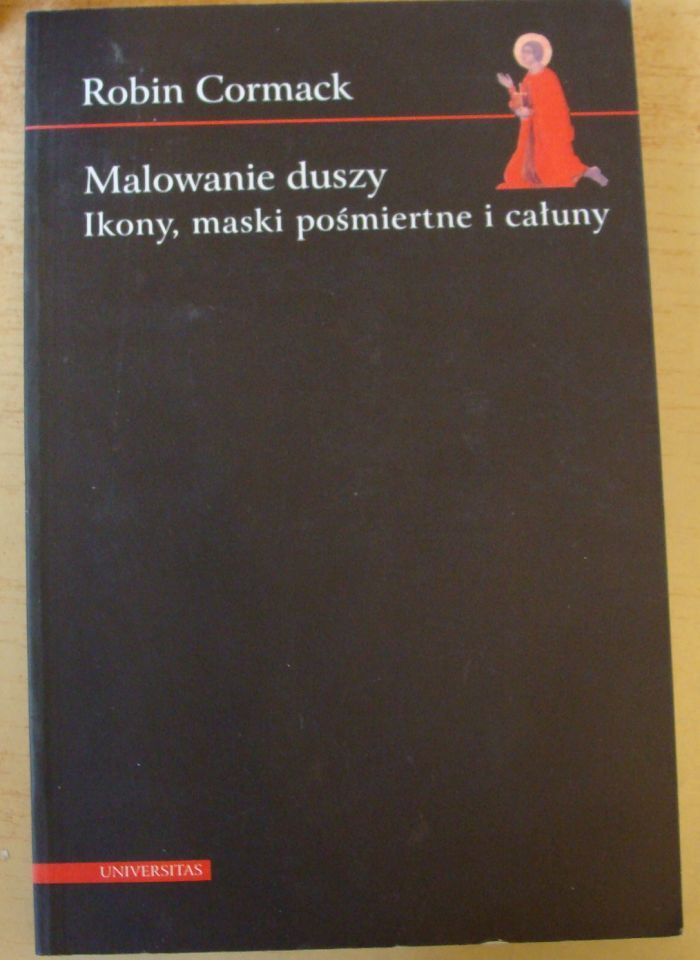 Robin Cormack
Malowanie duszy
Ikony, maski pośmiertne i całuny
UNIVERSITAS